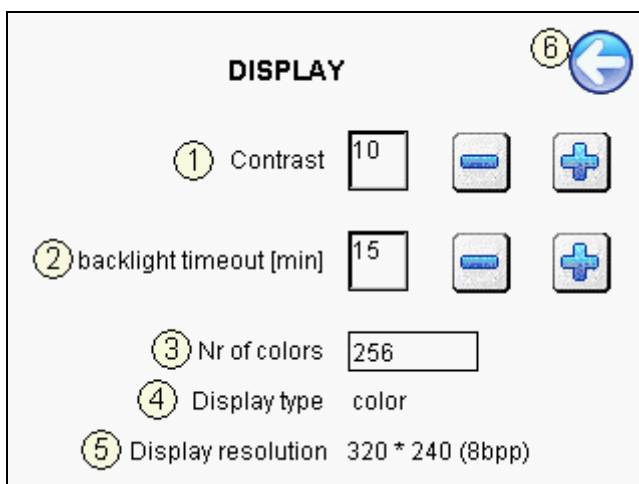 DISPLAY 6
1 Contrast 10
2 backlight timeout [min] 15
3 Nr of colors 256
4 Display type color
5 Display resolution 320 * 240 (8bpp)